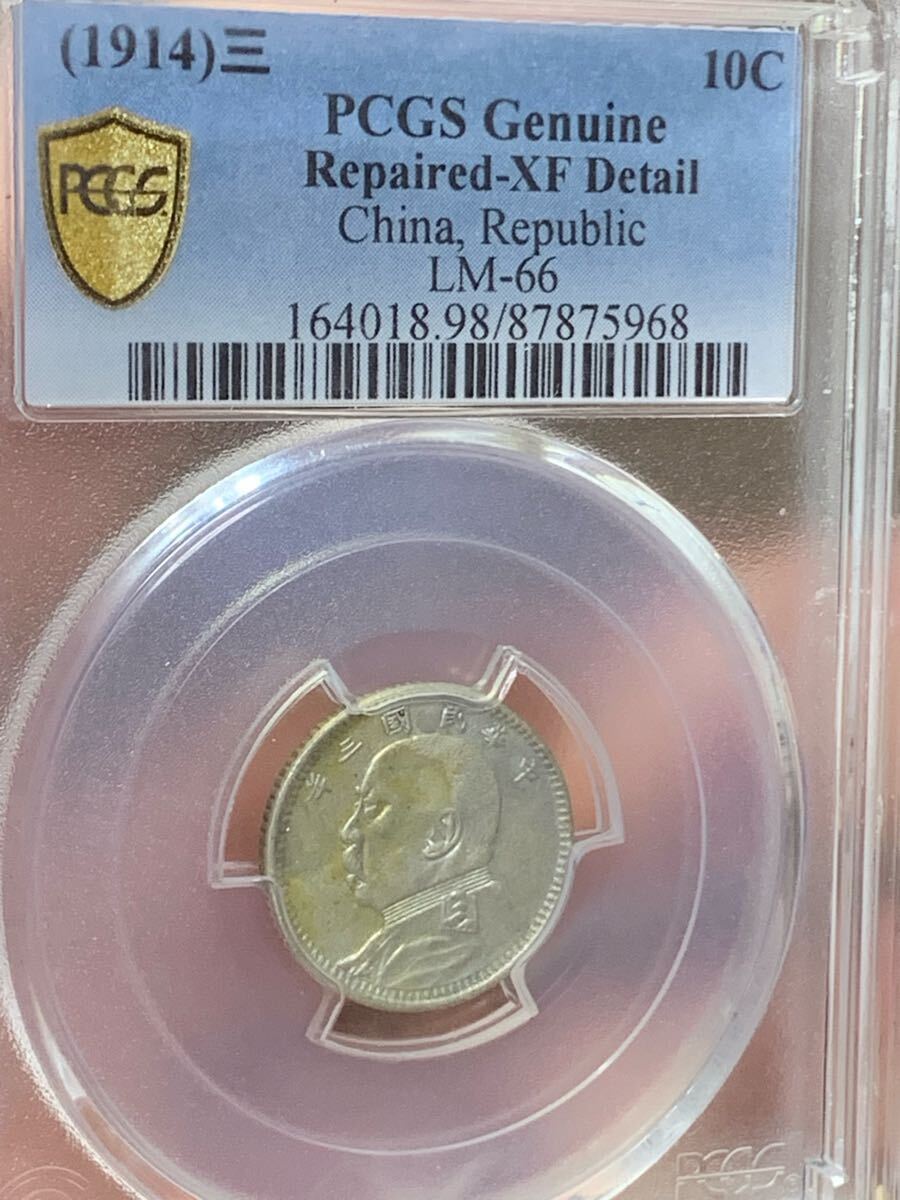 (1914)三 10C
PCGS Genuine
Repaired-XF Detail
China, Republic
LM-66
164018.98/87875968
PCGS
年三國民華中
PCGS